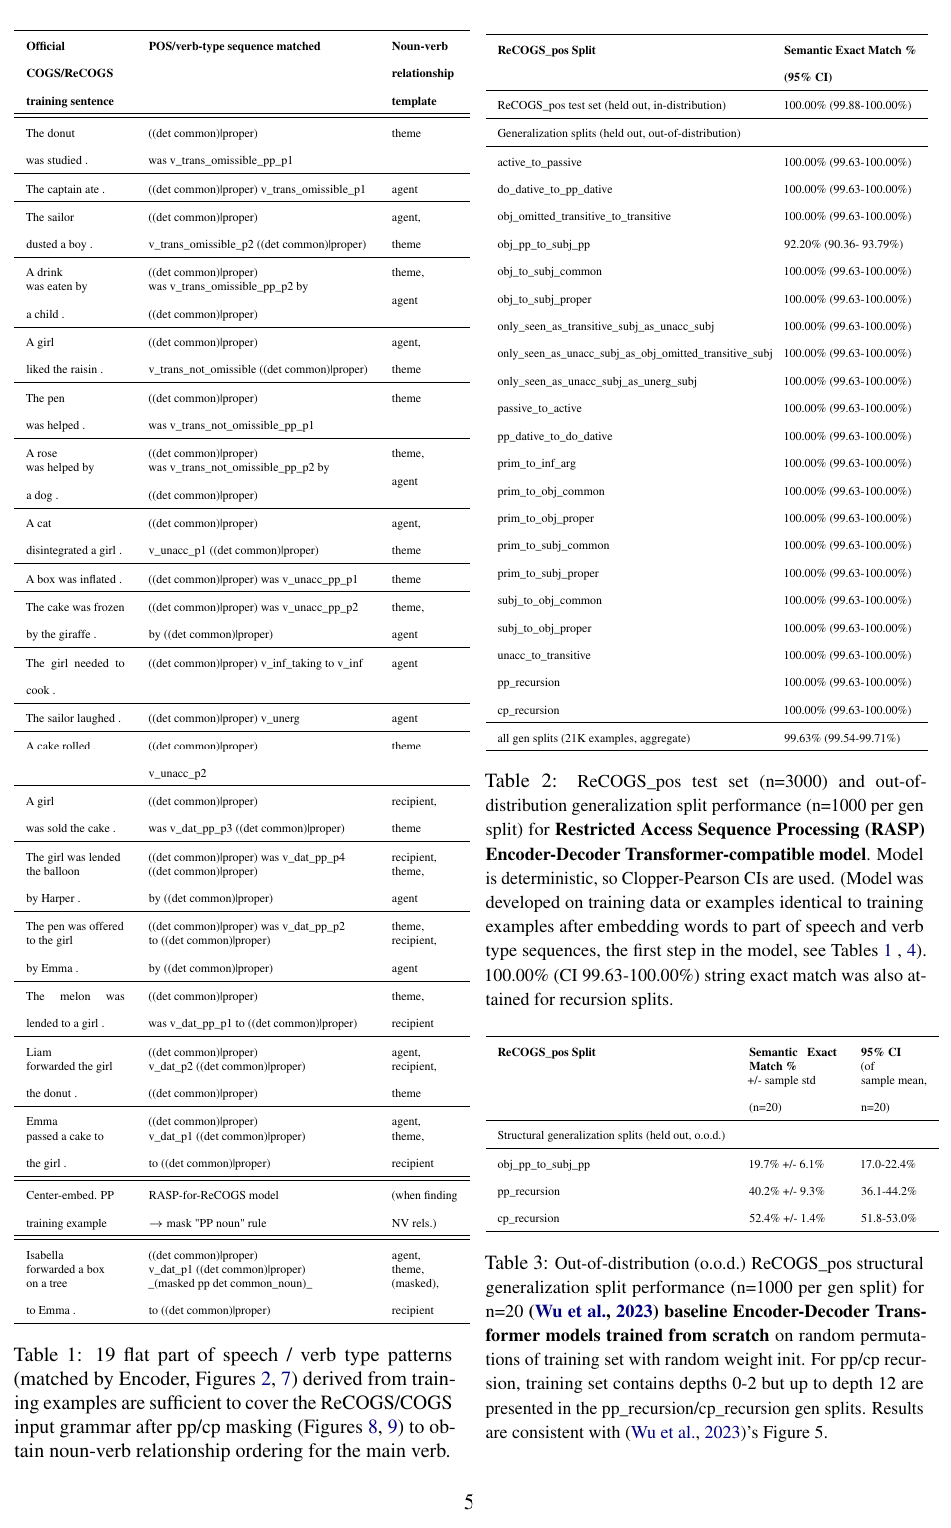 Official POS/verb-type sequence matched Noun-verb
COGS/ReCOGS relationship
training sentence template
The donut ((det common)|proper) theme
was studied . was v_trans_omissible_pp_p1
The captain ate . ((det common)|proper) v_trans_omissible_p1 agent
The sailor ((det common)|proper) agent,
dusted a boy . v_trans_omissible_p2 ((det common)|proper) theme
A drink ((det common)|proper) theme,
was eaten by was v_trans_omissible_pp_p2 by
agent
a child . ((det common)|proper)
A girl ((det common)|proper) agent,
liked the raisin . v_trans_not_omissible ((det common)|proper) theme
The pen ((det common)|proper) theme
was helped . was v_trans_not_omissible_pp_p1
A rose ((det common)|proper) theme,
was helped by was v_trans_not_omissible_pp_p2 by
agent
a dog . ((det common)|proper)
A cat ((det common)|proper) agent,
disintegrated a girl . v_unacc_p1 ((det common)|proper) theme
A box was inflated . ((det common)|proper) was v_unacc_pp_p1 theme
The cake was frozen ((det common)|proper) was v_unacc_pp_p2 theme,
by the giraffe . by ((det common)|proper) agent
The girl needed to ((det common)|proper) v_inf_taking to v_inf agent
cook .
The sailor laughed . ((det common)|proper) v_unerg agent
A cake rolled ((det common)|proper) theme
v_unacc_p2
A girl ((det common)|proper) recipient,
was sold the cake . was v_dat_pp_p3 ((det common)|proper) theme
The girl was lended ((det common)|proper) was v_dat_pp_p4 recipient,
the balloon ((det common)|proper) theme,
by Harper . by ((det common)|proper) agent
The pen was offered ((det common)|proper) was v_dat_pp_p2 theme,
to the girl to ((det common)|proper) recipient,
by Emma . by ((det common)|proper) agent
The melon was ((det common)|proper) theme,
lended to a girl . was v_dat_pp_p1 to ((det common)|proper) recipient
Liam ((det common)|proper) agent,
forwarded the girl v_dat_p2 ((det common)|proper) recipient,
the donut . ((det common)|proper) theme
Emma ((det common)|proper) agent,
passed a cake to v_dat_p1 ((det common)|proper) theme,
the girl . to ((det common)|proper) recipient
Center-embed. PP RASP-for-ReCOGS model (when finding
training example → mask "PP noun" rule NV rels.)
Isabella ((det common)|proper) agent,
forwarded a box v_dat_p1 ((det common)|proper) theme,
on a tree _(masked pp det common_noun)_ (masked),
to Emma . to ((det common)|proper) recipient
Table 1: 19 flat part of speech / verb type patterns
(matched by Encoder, Figures 2, 7) derived from train-
ing examples are sufficient to cover the ReCOGS/COGS
input grammar after pp/cp masking (Figures 8, 9) to ob-
tain noun-verb relationship ordering for the main verb.
ReCOGS_pos Split Semantic Exact Match %
(95% CI)
ReCOGS_pos test set (held out, in-distribution) 100.00% (99.88-100.00%)
Generalization splits (held out, out-of-distribution)
active_to_passive 100.00% (99.63-100.00%)
do_dative_to_pp_dative 100.00% (99.63-100.00%)
obj_omitted_transitive_to_transitive 100.00% (99.63-100.00%)
obj_pp_to_subj_pp 92.20% (90.36- 93.79%)
obj_to_subj_common 100.00% (99.63-100.00%)
obj_to_subj_proper 100.00% (99.63-100.00%)
only_seen_as_transitive_subj_as_unacc_subj 100.00% (99.63-100.00%)
only_seen_as_unacc_subj_as_obj_omitted_transitive_subj 100.00% (99.63-100.00%)
only_seen_as_unacc_subj_as_unerg_subj 100.00% (99.63-100.00%)
passive_to_active 100.00% (99.63-100.00%)
pp_dative_to_do_dative 100.00% (99.63-100.00%)
prim_to_inf_arg 100.00% (99.63-100.00%)
prim_to_obj_common 100.00% (99.63-100.00%)
prim_to_obj_proper 100.00% (99.63-100.00%)
prim_to_subj_common 100.00% (99.63-100.00%)
prim_to_subj_proper 100.00% (99.63-100.00%)
subj_to_obj_common 100.00% (99.63-100.00%)
subj_to_obj_proper 100.00% (99.63-100.00%)
unacc_to_transitive 100.00% (99.63-100.00%)
pp_recursion 100.00% (99.63-100.00%)
cp_recursion 100.00% (99.63-100.00%)
all gen splits (21K examples, aggregate) 99.63% (99.54-99.71%)
Table 2: ReCOGS_pos test set (n=3000) and out-of-
distribution generalization split performance (n=1000 per gen
split) for Restricted Access Sequence Processing (RASP)
Encoder-Decoder Transformer-compatible model. Model
is deterministic, so Clopper-Pearson CIs are used. (Model was
developed on training data or examples identical to training
examples after embedding words to part of speech and verb
type sequences, the first step in the model, see Tables 1 , 4).
100.00% (CI 99.63-100.00%) string exact match was also at-
tained for recursion splits.
ReCOGS_pos Split Semantic Exact 95% CI
Match % (of
+/- sample std sample mean,
(n=20) n=20)
Structural generalization splits (held out, o.o.d.)
obj_pp_to_subj_pp 19.7% +/- 6.1% 17.0-22.4%
pp_recursion 40.2% +/- 9.3% 36.1-44.2%
cp_recursion 52.4% +/- 1.4% 51.8-53.0%
Table 3: Out-of-distribution (o.o.d.) ReCOGS_pos structural
generalization split performance (n=1000 per gen split) for
n=20 (Wu et al., 2023) baseline Encoder-Decoder Trans-
former models trained from scratch on random permuta-
tions of training set with random weight init. For pp/cp recur-
sion, training set contains depths 0-2 but up to depth 12 are
presented in the pp_recursion/cp_recursion gen splits. Results
are consistent with (Wu et al., 2023)'s Figure 5.
5